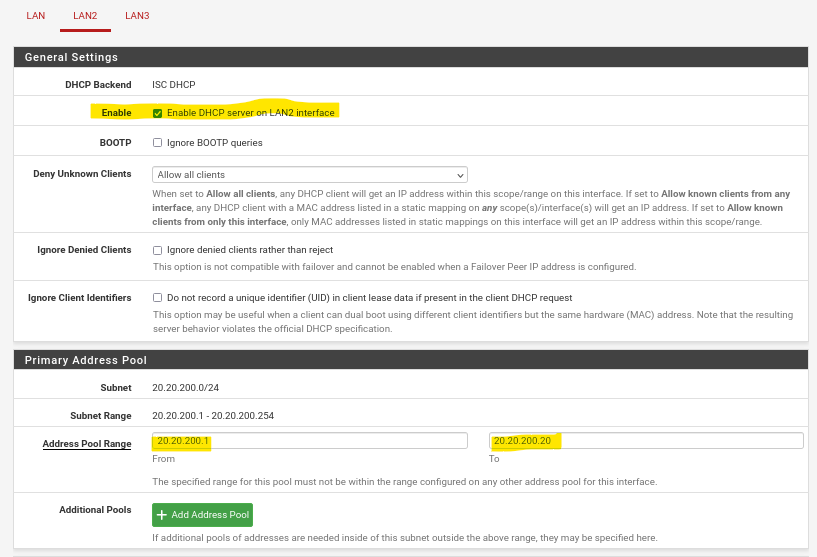 LAN LAN2 LAN3
General Settings
DHCP Backend ISC DHCP
Enable Enable DHCP server on LAN2 interface
BOOTP Ignore BOOTP queries
Deny Unknown Clients Allow all clients
When set to Allow all clients, any DHCP client will get an IP address within this scope/range on this interface. If set to Allow known clients from any
interface, any DHCP client with a MAC address listed in a static mapping on any scope(s)/interface(s) will get an IP address. If set to Allow known
clients from only this interface, only MAC addresses listed in static mappings on this interface will get an IP address within this scope/range.
Ignore Denied Clients Ignore denied clients rather than reject
This option is not compatible with failover and cannot be enabled when a Failover Peer IP address is configured.
Ignore Client Identifiers Do not record a unique identifier (UID) in client lease data if present in the client DHCP request
This option may be useful when a client can dual boot using different client identifiers but the same hardware (MAC) address. Note that the resulting
server behavior violates the official DHCP specification.
Primary Address Pool
Subnet 20.20.200.0/24
Subnet Range 20.20.200.1 - 20.20.200.254
Address Pool Range 20.20.200.1 20.20.200.20
From To
The specified range for this pool must not be within the range configured on any other address pool for this interface.
Additional Pools + Add Address Pool
If additional pools of addresses are needed inside of this subnet outside the above range, they may be specified here.